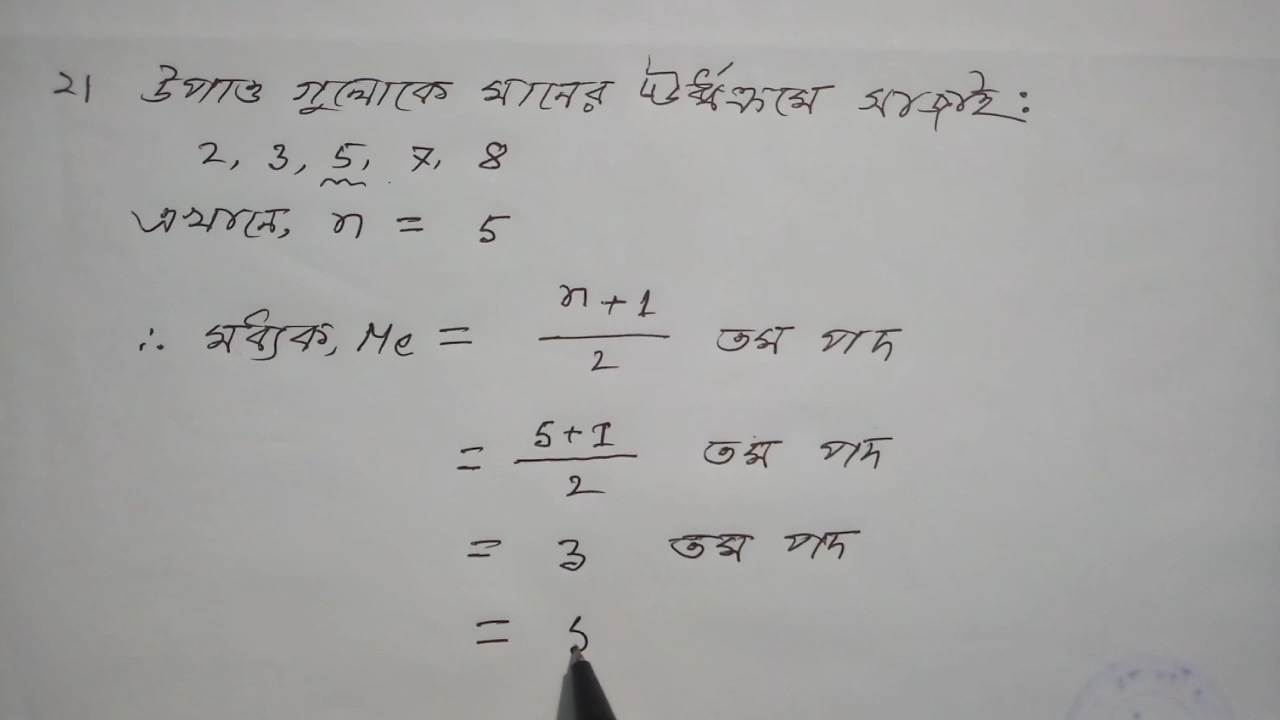 ২। উপাত্ত গুলোকে মানের ঊর্ধ্বক্রমে সাজাই:
2, 3, 5, 7, 8
এখানে, n = 5
∴ মধ্যক, Me = n + 1 / 2 তম পদ
= 5 + 1 / 2 তম পদ
= 3 তম পদ
= 5